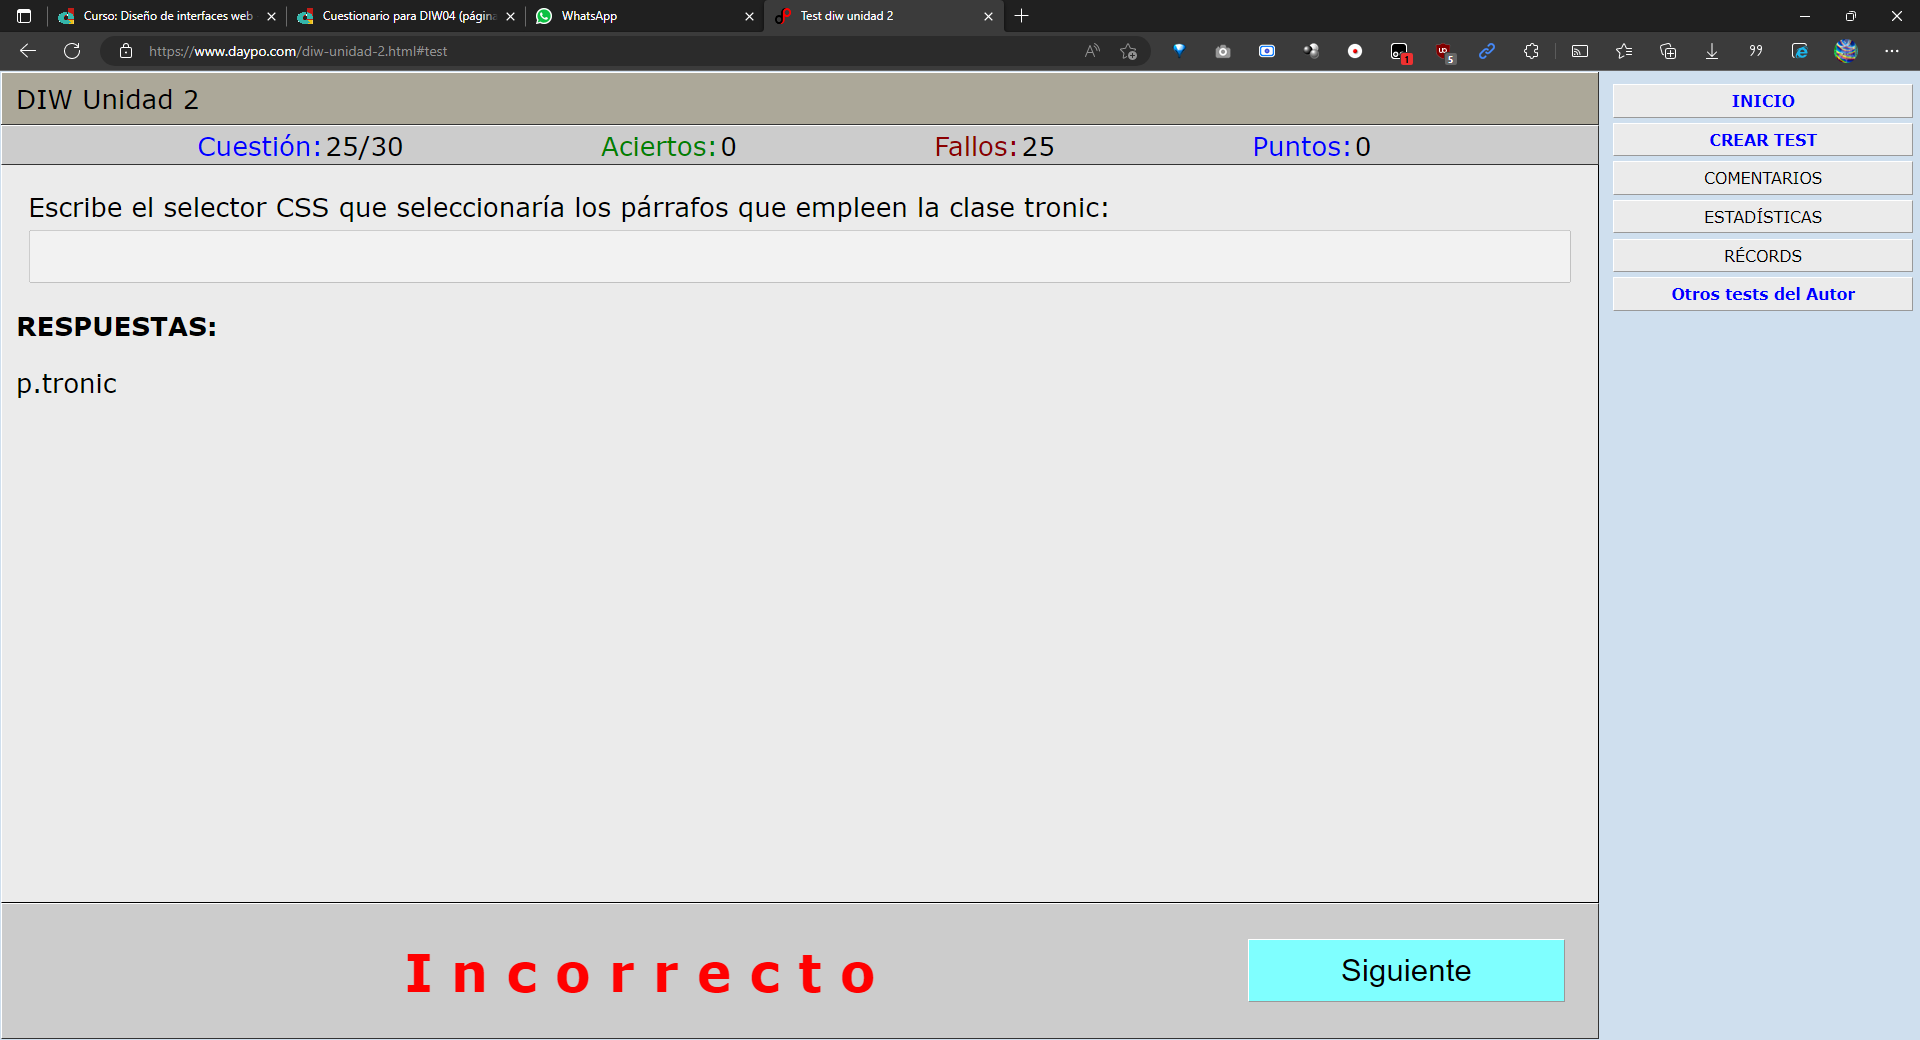 Curso: Diseño de interfaces web
Cuestionario para DIW04 (página
WhatsApp
Test diw unidad 2
https://www.daypo.com/diw-unidad-2.html#test
1
5
DIW Unidad 2
Cuestión: 25/30 Aciertos: 0 Fallos: 25 Puntos: 0
Escribe el selector CSS que seleccionaría los párrafos que empleen la clase tronic:
RESPUESTAS:
p.tronic
Incorrecto
Siguiente
INICIO
CREAR TEST
COMENTARIOS
ESTADÍSTICAS
RÉCORDS
Otros tests del Autor